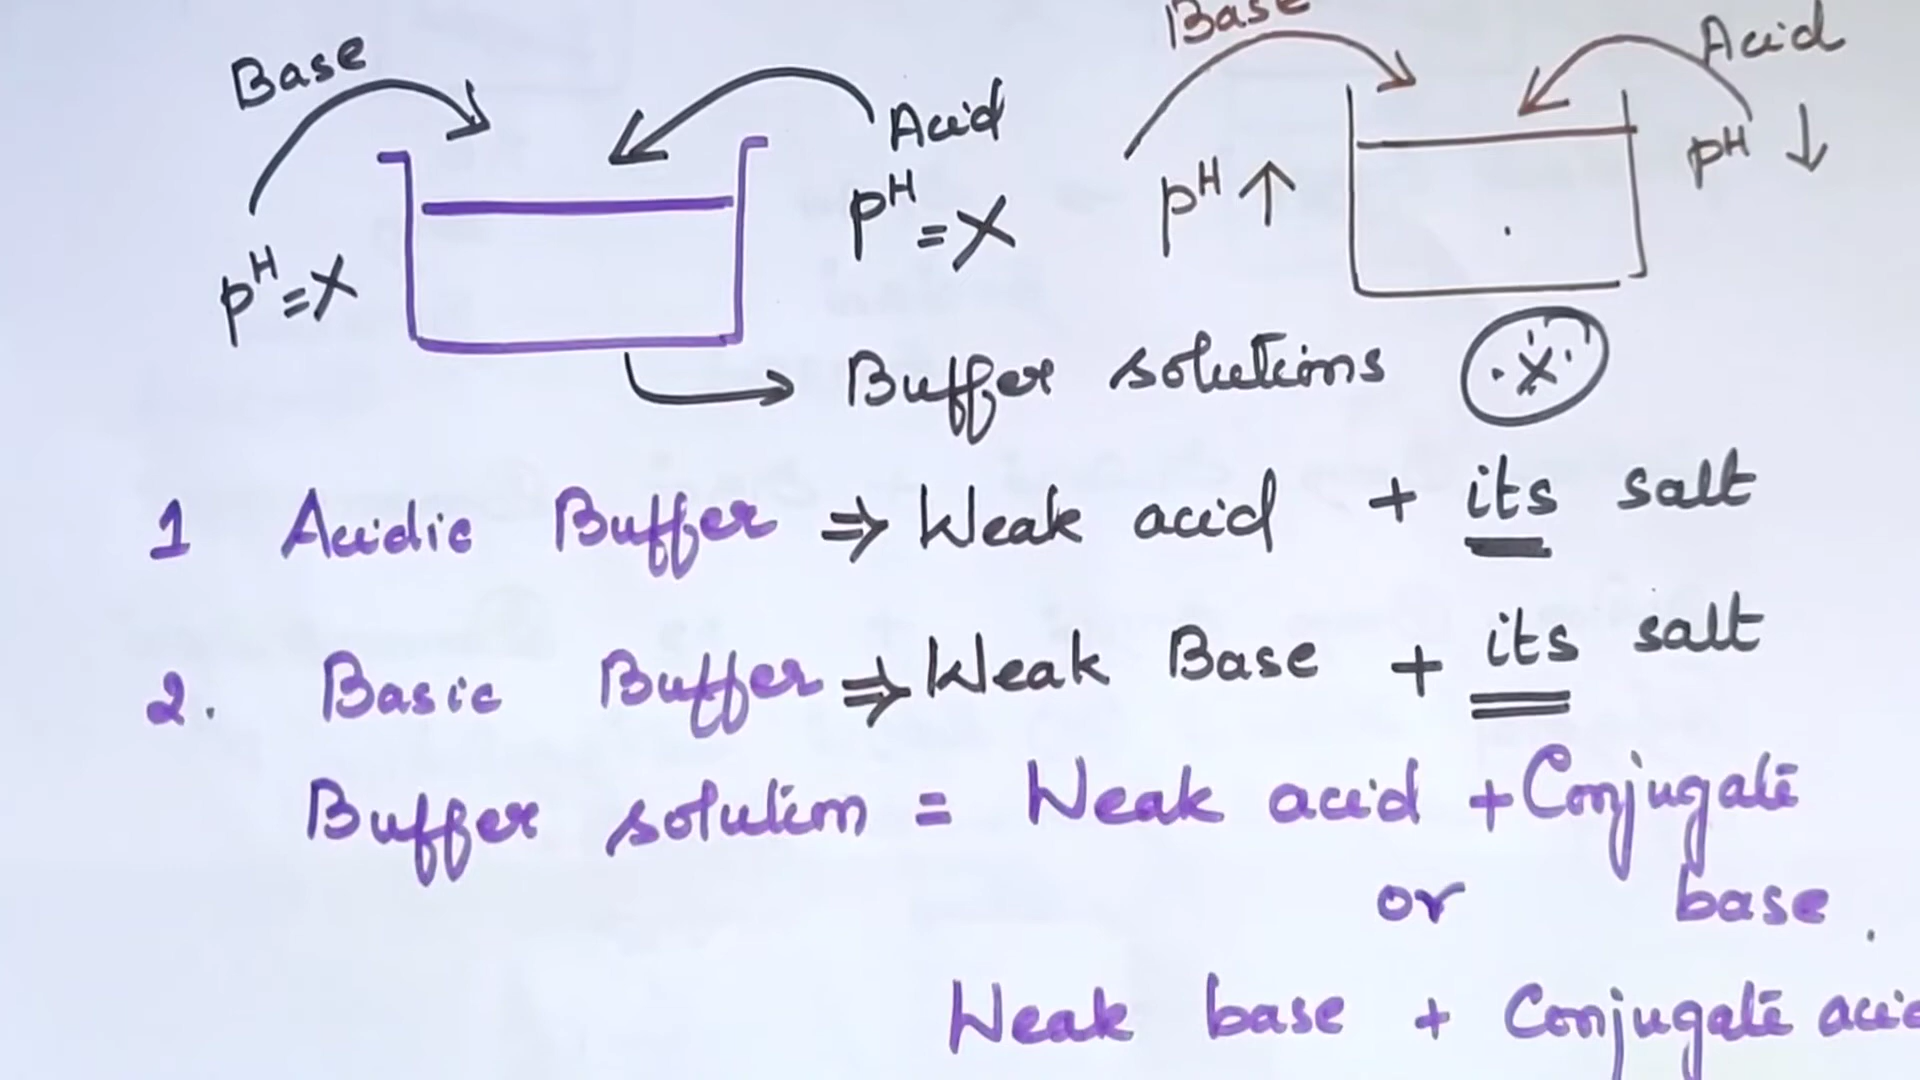 Base
Acid
pH = X
pH = X
Base
Acid
pH ↑
pH ↓
Buffer solutions
X
1 Acidic Buffer ⇒ Weak acid + its salt
2. Basic Buffer ⇒ Weak Base + its salt
Buffer solution = Weak acid + Conjugate
or base.
Weak base + Conjugate acid